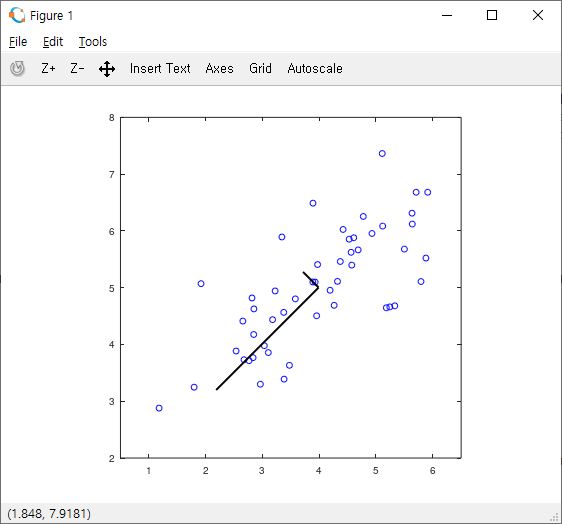 Figure 1
File Edit Tools
Z+ Z- Insert Text Axes Grid Autoscale
8
7
6
5
4
3
2
1 2 3 4 5 6
(1.848, 7.9181)